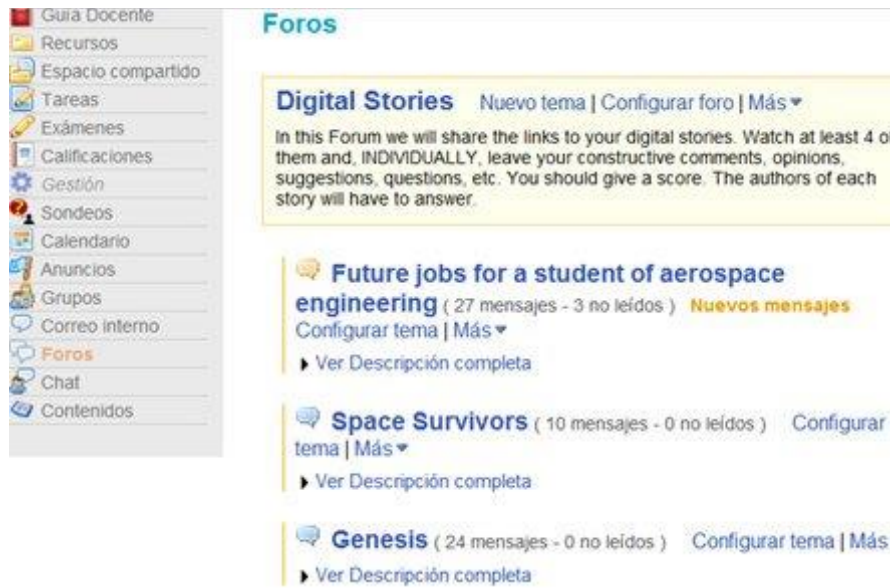 Guia Docente
Recursos
Espacio compartido
Tareas
Exámenes
Calificaciones
Gestión
Sondeos
Calendario
Anuncios
Grupos
Correo interno
Foros
Chat
Contenidos
Foros
Digital Stories Nuevo tema | Configurar foro | Más
In this Forum we will share the links to your digital stories. Watch at least 4 of
them and, INDIVIDUALLY, leave your constructive comments, opinions,
suggestions, questions, etc. You should give a score. The authors of each
story will have to answer.
Future jobs for a student of aerospace
engineering ( 27 mensajes - 3 no leídos ) Nuevos mensajes
Configurar tema | Más
Ver Descripción completa
Space Survivors ( 10 mensajes - 0 no leídos ) Configurar
tema | Más
Ver Descripción completa
Genesis ( 24 mensajes - 0 no leídos ) Configurar tema | Más
Ver Descripción completa